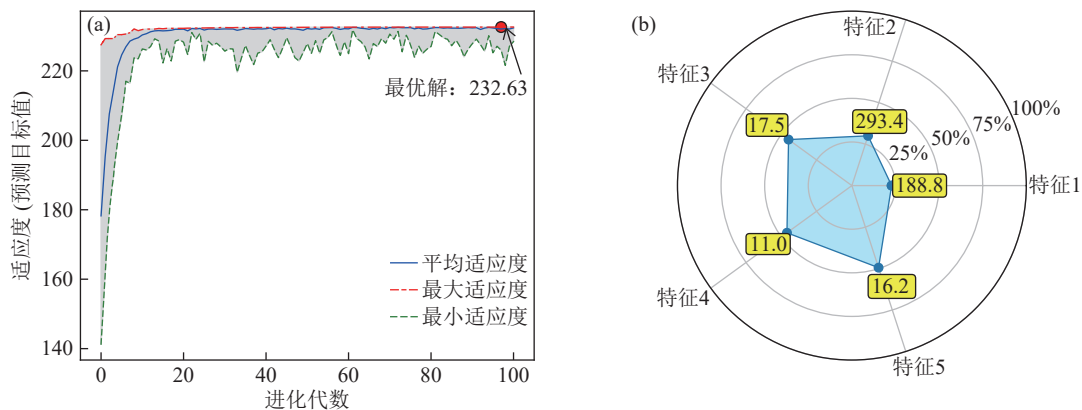 (a)
适应度 (预测目标值)
220
200
180
160
140
最优解：232.63
平均适应度
最大适应度
最小适应度
0
20
40
60
80
100
进化代数
(b)
特征2
特征3
100%
75%
50%
25%
17.5
293.4
188.8
特征1
11.0
16.2
特征4
特征5